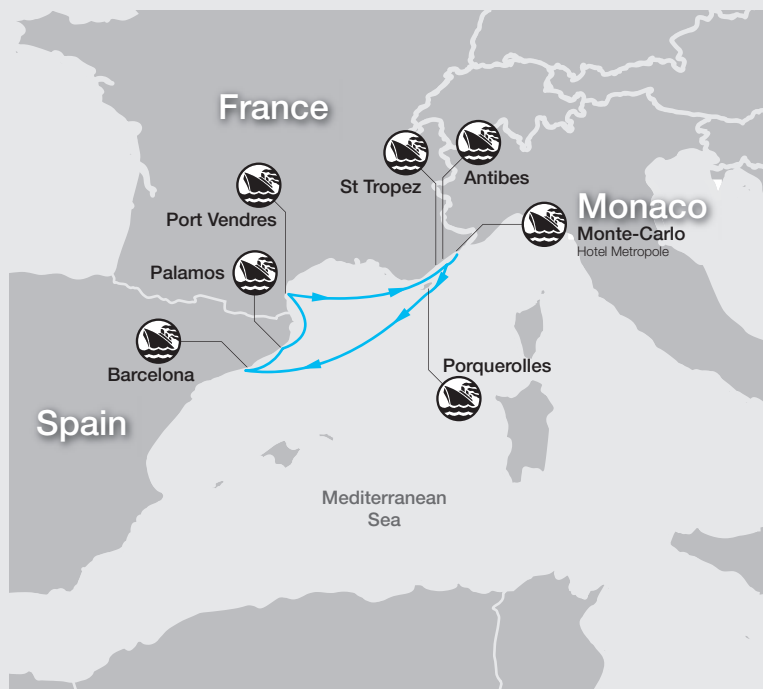 France
St Tropez
Antibes
Port Vendres
Monaco
Monte-Carlo
Hotel Metropole
Palamos
Barcelona
Porquerolles
Spain
Mediterranean
Sea